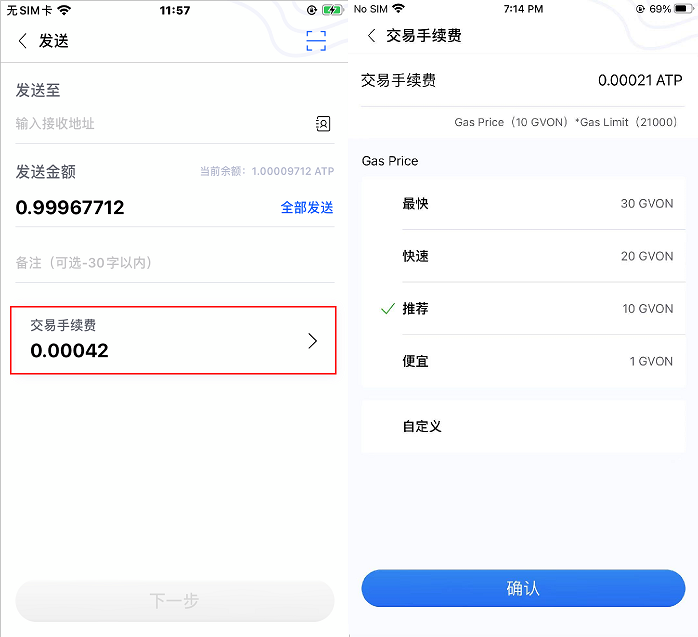 无SIM卡
11:57
发送
发送至
输入接收地址
发送金额
当前余额：1.00009712 ATP
0.99967712
全部发送
备注（可选-30字以内）
交易手续费
0.00042
下一步
No SIM
7:14 PM
69%
交易手续费
交易手续费
0.00021 ATP
Gas Price（10 GVON）*Gas Limit（21000）
Gas Price
最快
30 GVON
快速
20 GVON
推荐
10 GVON
便宜
1 GVON
自定义
确认